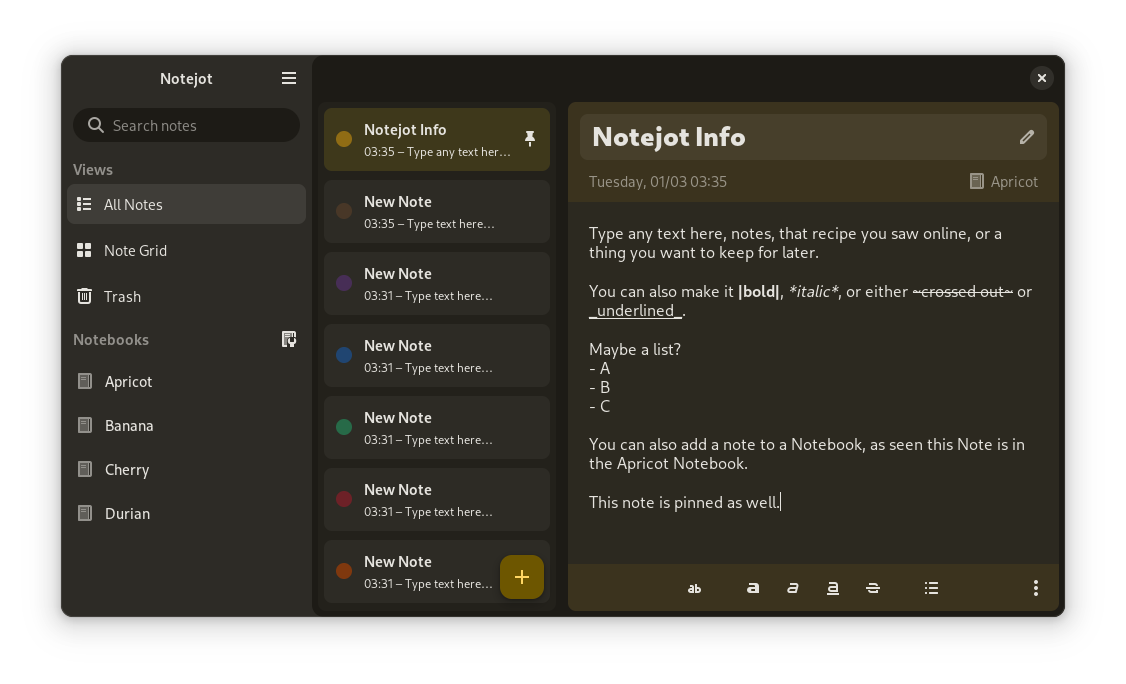 Notejot
Search notes
Views
All Notes
Note Grid
Trash
Notebooks
Apricot
Banana
Cherry
Durian
Notejot Info
03:35 – Type any text her…
New Note
03:35 – Type text here…
New Note
03:31 – Type text here…
New Note
03:31 – Type text here…
New Note
03:31 – Type text here…
New Note
03:31 – Type text here…
New Note
03:31 – Type text here…
Notejot Info
Tuesday, 01/03 03:35
Apricot
Type any text here, notes, that recipe you saw online, or a
thing you want to keep for later.
You can also make it |bold|, *italic*, or either ~crossed out~ or
_underlined_.
Maybe a list?
- A
- B
- C
You can also add a note to a Notebook, as seen this Note is in
the Apricot Notebook.
This note is pinned as well.
ab a a a